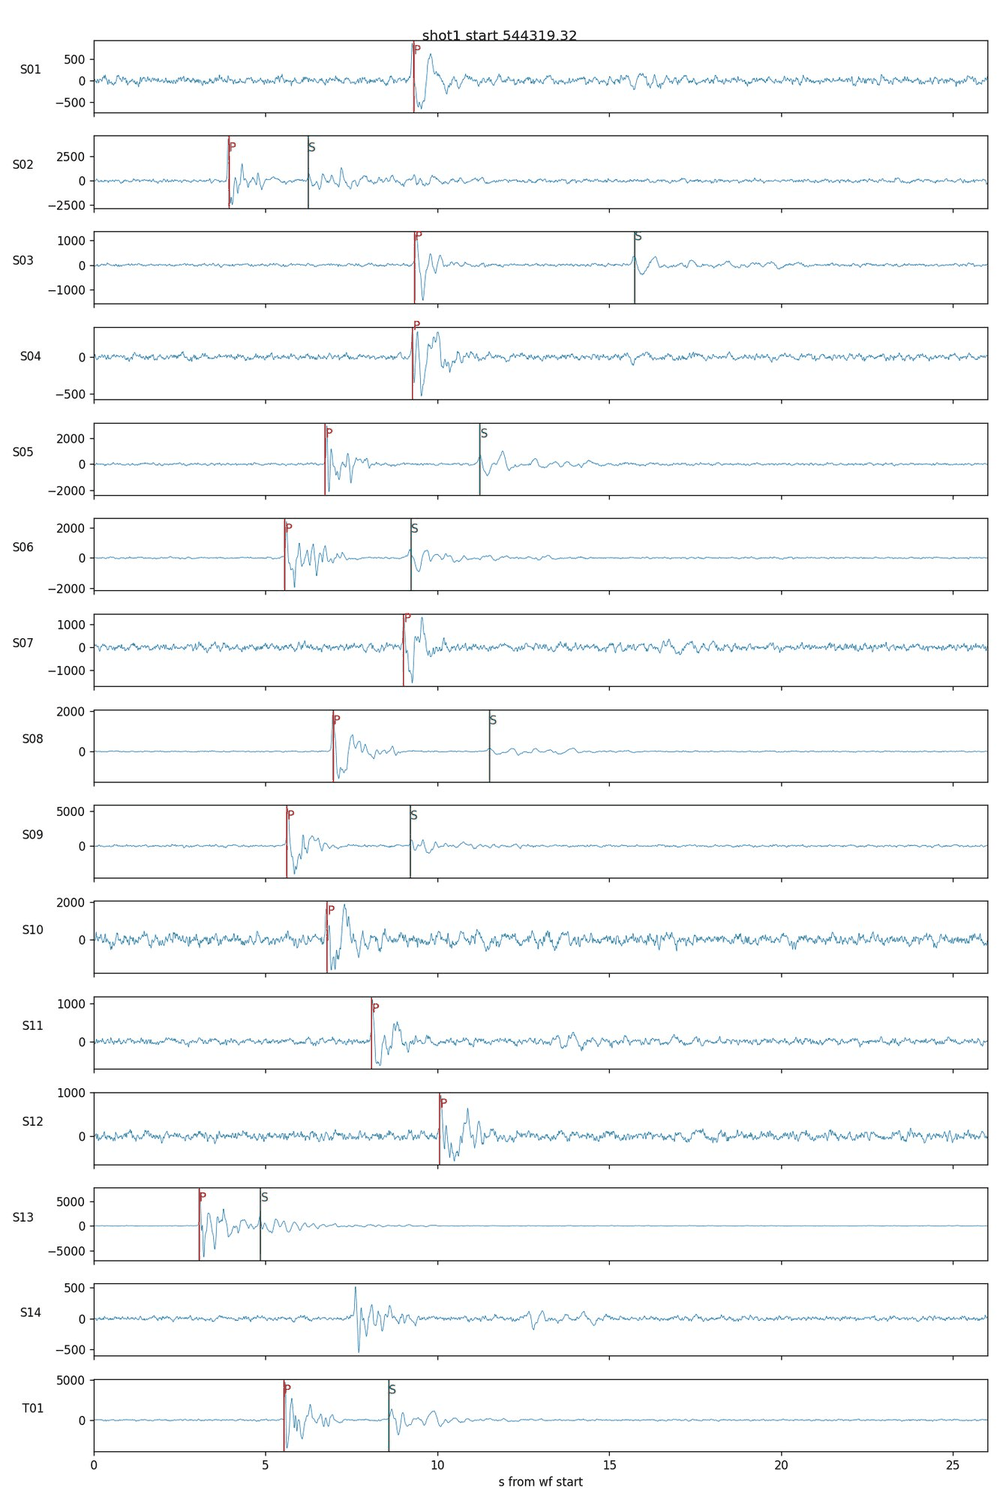 shot1 start 544319.32
S01
500
0
−500
P
S02
2500
0
−2500
P
S
S03
1000
0
−1000
P
S
S04
0
−500
P
S05
2000
0
−2000
P
S
S06
2000
0
−2000
P
S
S07
1000
0
−1000
P
S08
2000
0
P
S
S09
5000
0
P
S
S10
2000
0
P
S11
1000
0
P
S12
1000
0
P
S13
5000
0
−5000
P
S
S14
500
0
−500
T01
5000
0
P
S
0 5 10 15 20 25
s from wf start